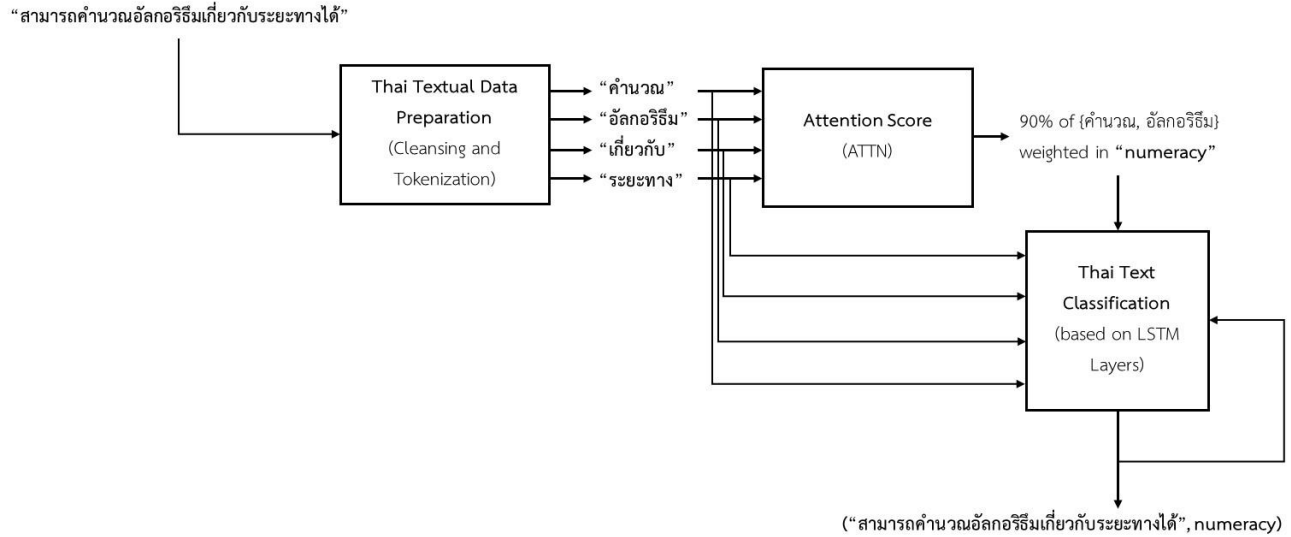 “สามารถคำนวณอัลกอริธึมเกี่ยวกับระยะทางได้”
Thai Textual Data
Preparation
(Cleansing and
Tokenization)
“คำนวณ”
“อัลกอริธึม”
“เกี่ยวกับ”
“ระยะทาง”
Attention Score
(ATTN)
90% of {คำนวณ, อัลกอริธึม}
weighted in “numeracy”
Thai Text
Classification
(based on LSTM
Layers)
(“สามารถคำนวณอัลกอริธึมเกี่ยวกับระยะทางได้”, numeracy)